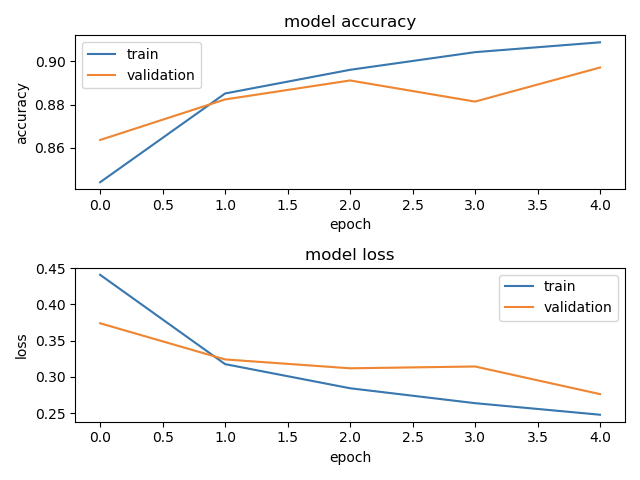 model accuracy
train
validation
0.90
0.88
0.86
accuracy
0.0 0.5 1.0 1.5 2.0 2.5 3.0 3.5 4.0
epoch
model loss
train
validation
0.45
0.40
0.35
0.30
0.25
loss
0.0 0.5 1.0 1.5 2.0 2.5 3.0 3.5 4.0
epoch